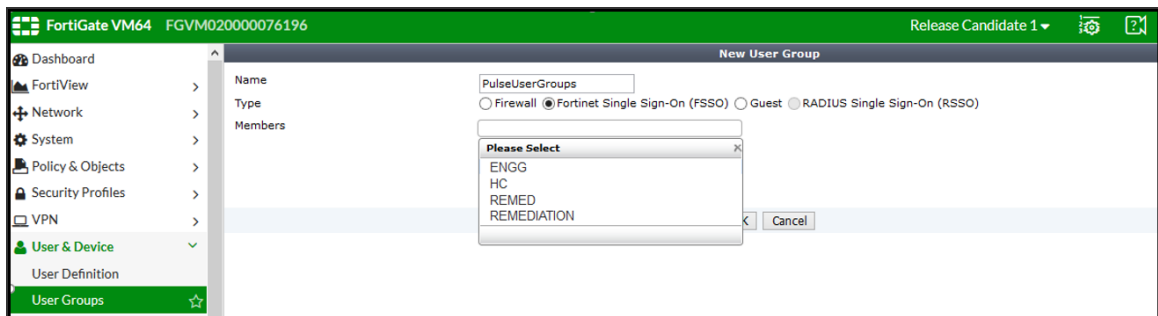 FortiGate VM64 FGVM020000076196 Release Candidate 1
Dashboard
FortiView
Network
System
Policy & Objects
Security Profiles
VPN
User & Device
User Definition
User Groups
New User Group
Name PulseUserGroups
Type Firewall Fortinet Single Sign-On (FSSO) Guest RADIUS Single Sign-On (RSSO)
Members
Please Select
ENGG
HC
REMED
REMEDIATION
Cancel